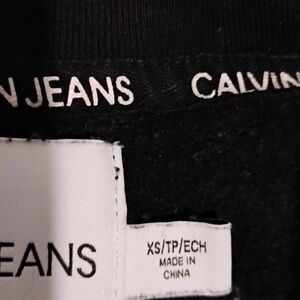 N JEANS CALVIN
EANS
XS/TP/ECH
MADE IN
CHINA